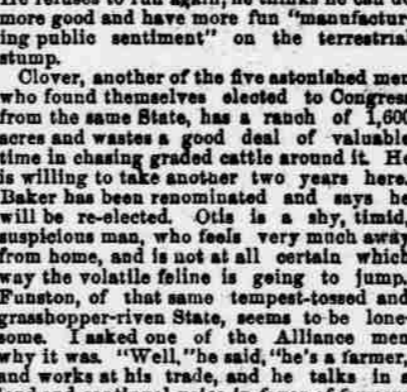 more good and have more fun "manufactur
ing public sentiment" on the terrestrial
stump.
Clover, another of the five astonished men
who found themselves elected to Congress
from the same State, has a ranch of 1,600
acres and wastes a good deal of valuable
time in chasing graded cattle around it. He
is willing to take another two years here.
Baker has been renominated and says he
will be re-elected. Otis is a shy, timid,
suspicious man, who feels very much away
from home, and is not at all certain which
way the volatile feline is going to jump.
Funston, of that same tempest-tossed and
grasshopper-riven State, seems to be lone-
some. I asked one of the Alliance men
why it was. "Well," he said, "he's a farmer,
and works at his trade, and he talks in a